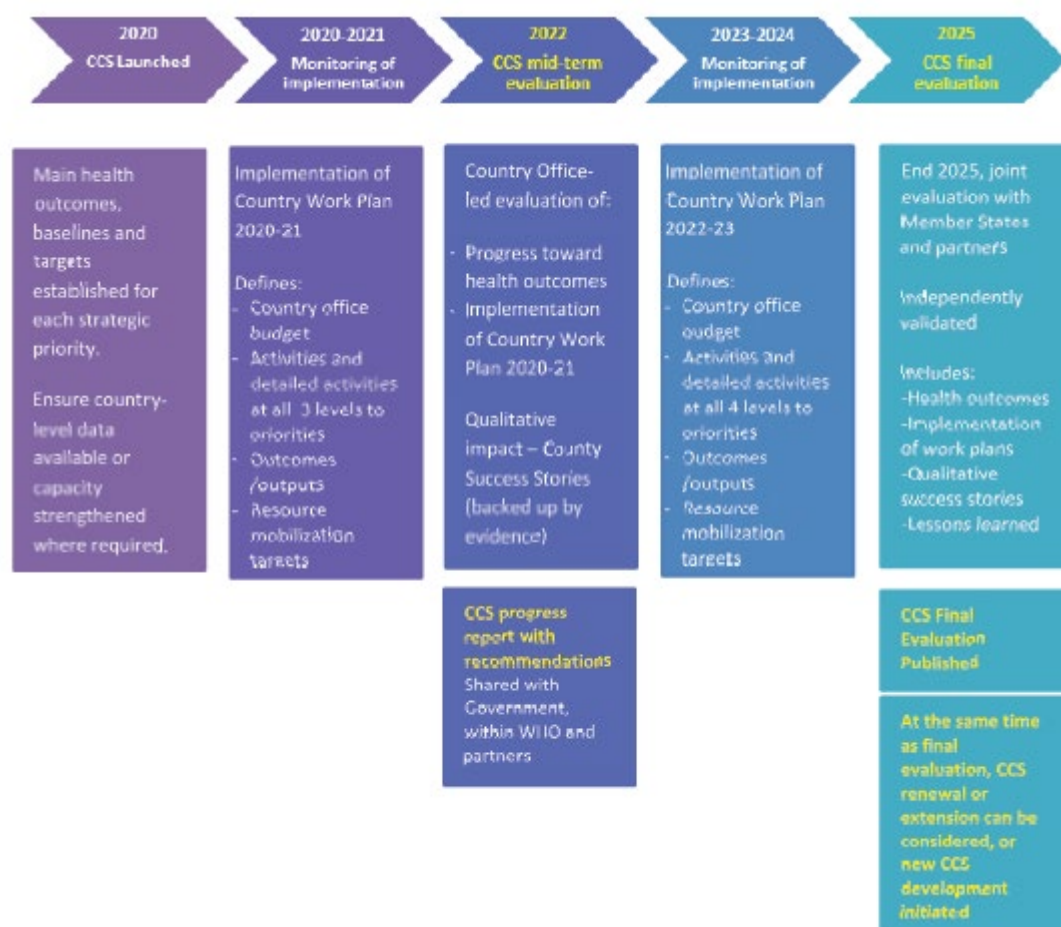 2020
CCS Launched
2020-2021
Monitoring of
implementation
2022
CCS mid-term
evaluation
2023-2024
Monitoring of
implementation
2025
CCS final
evaluation
Main health
outcomes,
baselines and
targets
established for
each strategic
priority.
Ensure country-
level data
available or
capacity
strengthened
where required.
Implementation of
Country Work Plan
2020-21
Defines:
- Country office
budget
- Activities and
detailed activities
at all 3 levels to
priorities
- Outcomes
/outputs
- Resource
mobilization
targets
Country Office-
led evaluation of:
- Progress toward
health outcomes
- Implementation
of Country Work
Plan 2020-21
Qualitative
impact – County
Success Stories
(backed up by
evidence)
CCS progress
report with
recommendations
Shared with
Government,
within WHO and
partners
Implementation of
Country Work Plan
2022-23
Defines:
- Country office
budget
- Activities and
detailed activities
at all 4 levels to
priorities
- Outcomes
/outputs
- Resource
mobilization
targets
End 2025, joint
evaluation with
Member States
and partners
Independently
validated
Includes:
-Health outcomes
-Implementation
of work plans
-Qualitative
success stories
-Lessons learned
CCS Final
Evaluation
Published
At the same time
as final
evaluation, CCS
renewal or
extension can be
considered, or
new CCS
development
initiated